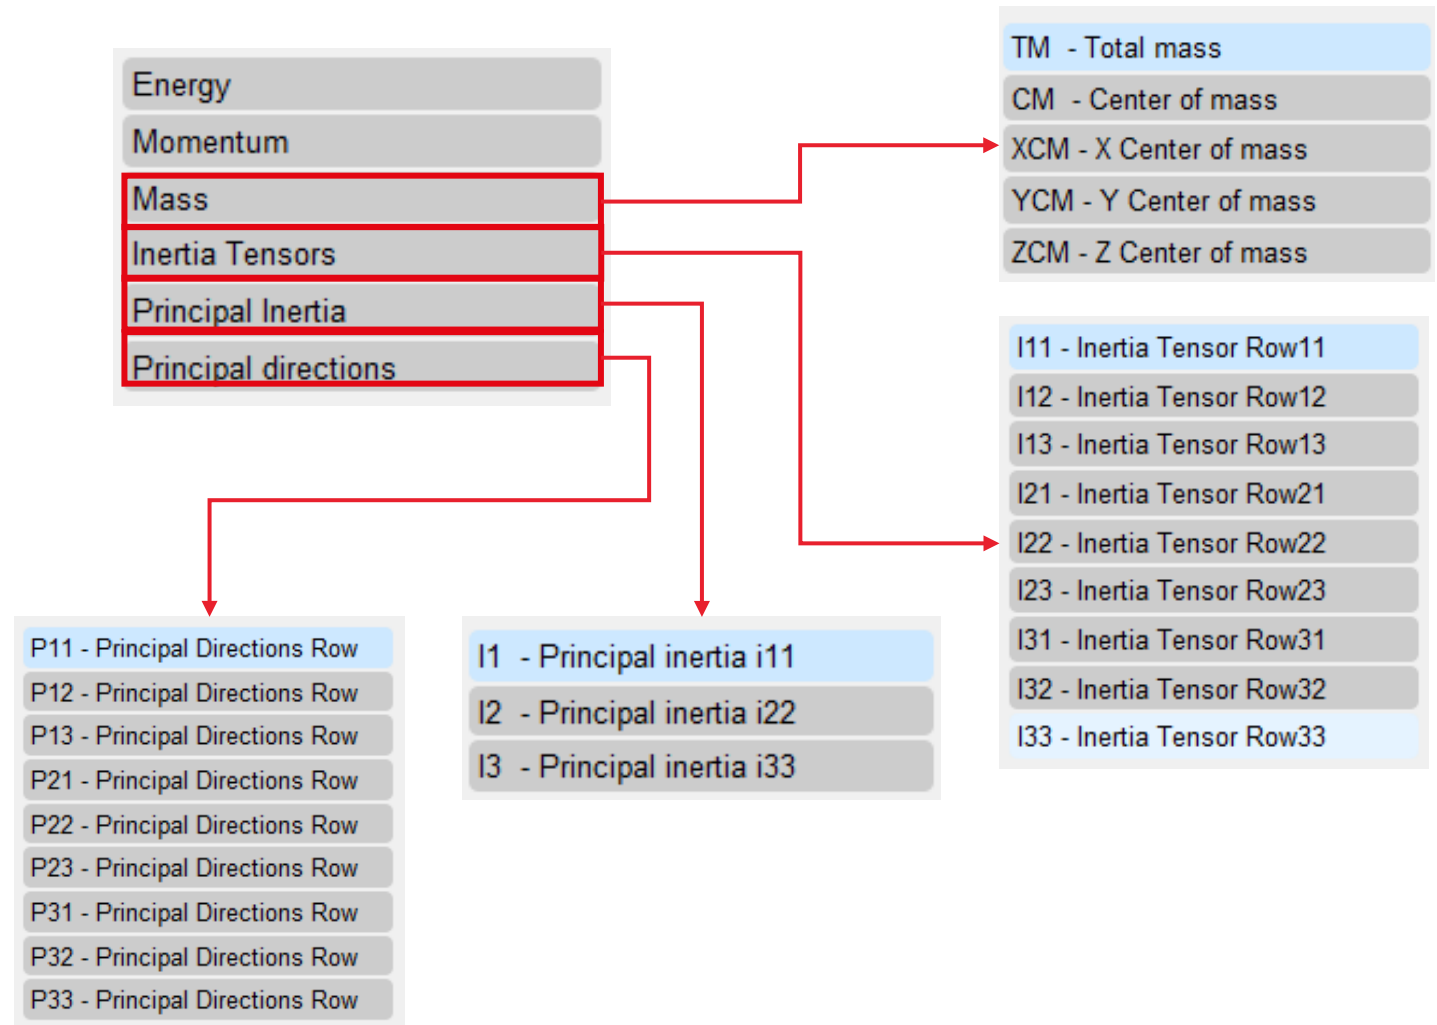 Energy
Momentum
Mass
Inertia Tensors
Principal Inertia
Principal directions
TM - Total mass
CM - Center of mass
XCM - X Center of mass
YCM - Y Center of mass
ZCM - Z Center of mass
I11 - Inertia Tensor Row11
I12 - Inertia Tensor Row12
I13 - Inertia Tensor Row13
I21 - Inertia Tensor Row21
I22 - Inertia Tensor Row22
I23 - Inertia Tensor Row23
I31 - Inertia Tensor Row31
I32 - Inertia Tensor Row32
I33 - Inertia Tensor Row33
P11 - Principal Directions Row
P12 - Principal Directions Row
P13 - Principal Directions Row
P21 - Principal Directions Row
P22 - Principal Directions Row
P23 - Principal Directions Row
P31 - Principal Directions Row
P32 - Principal Directions Row
P33 - Principal Directions Row
I1 - Principal inertia i11
I2 - Principal inertia i22
I3 - Principal inertia i33